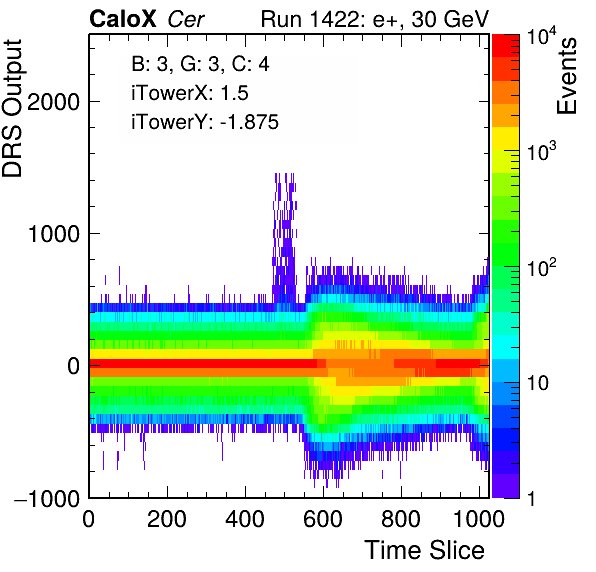 CaloX Cer Run 1422: e+, 30 GeV
B: 3, G: 3, C: 4
iTowerX: 1.5
iTowerY: -1.875
DRS Output
2000
1000
0
−1000
0 200 400 600 800 1000
Time Slice
Events
10^4
10^3
10^2
10
1